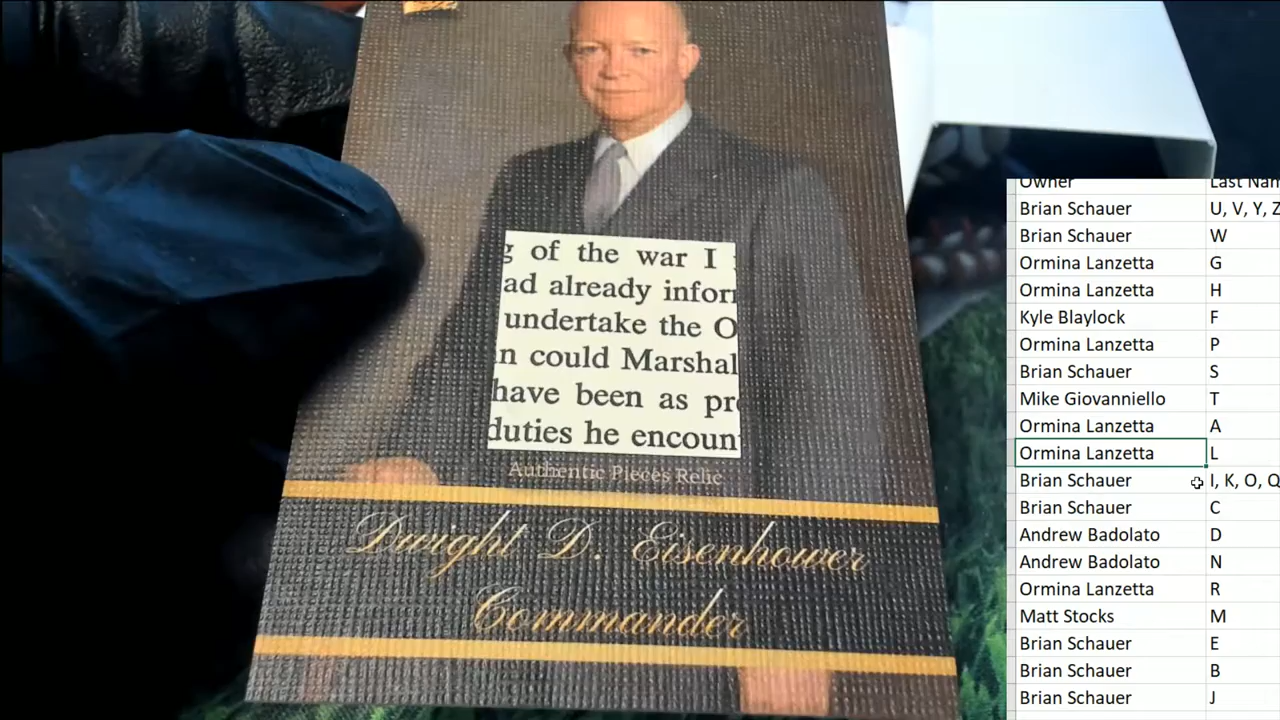 of the war I
ad already infor
undertake the O
n could Marshal
have been as pr
duties he encoun
Authentic Pieces Relic
Dwight D. Eisenhower
Commander
Owner Last Nam
Brian Schauer U, V, Y, Z
Brian Schauer W
Ormina Lanzetta G
Ormina Lanzetta H
Kyle Blaylock F
Ormina Lanzetta P
Brian Schauer S
Mike Giovanniello T
Ormina Lanzetta A
Ormina Lanzetta L
Brian Schauer I, K, O, Q
Brian Schauer C
Andrew Badolato D
Andrew Badolato N
Ormina Lanzetta R
Matt Stocks M
Brian Schauer E
Brian Schauer B
Brian Schauer J